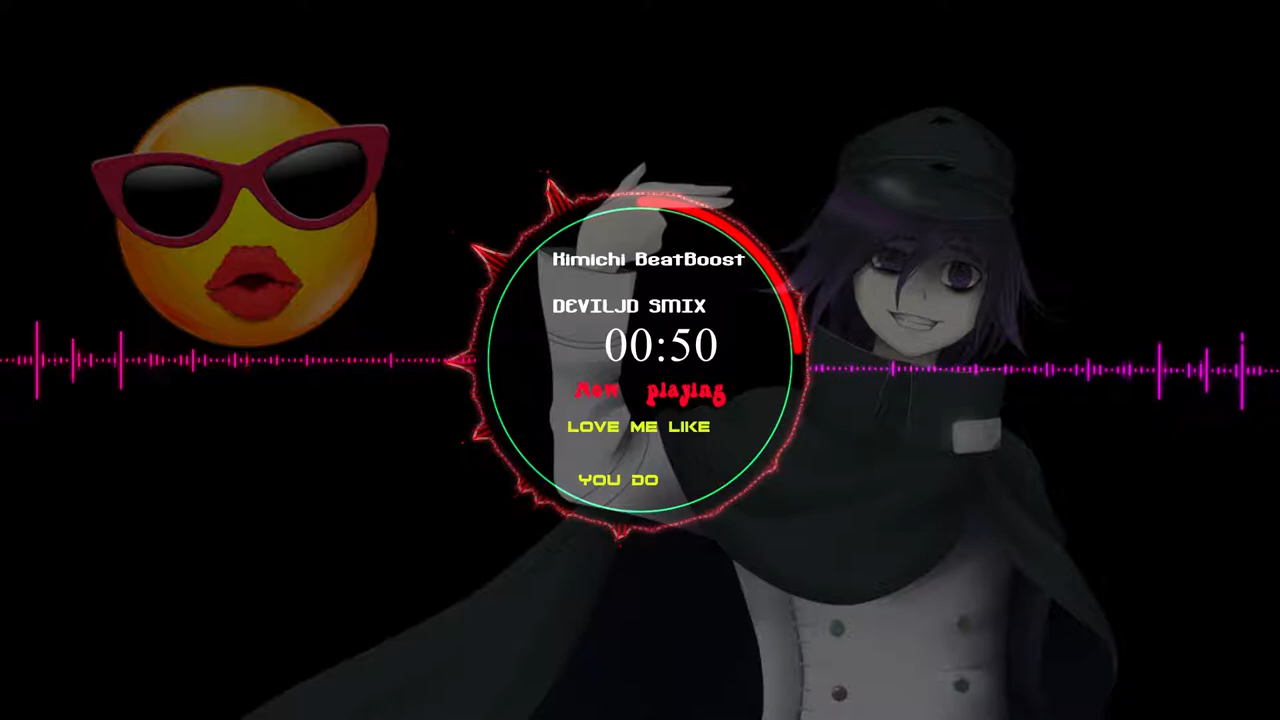 Kimichi BeatBoost
DEVILJD SMIX
00:50
Now playing
LOVE ME LIKE
YOU DO